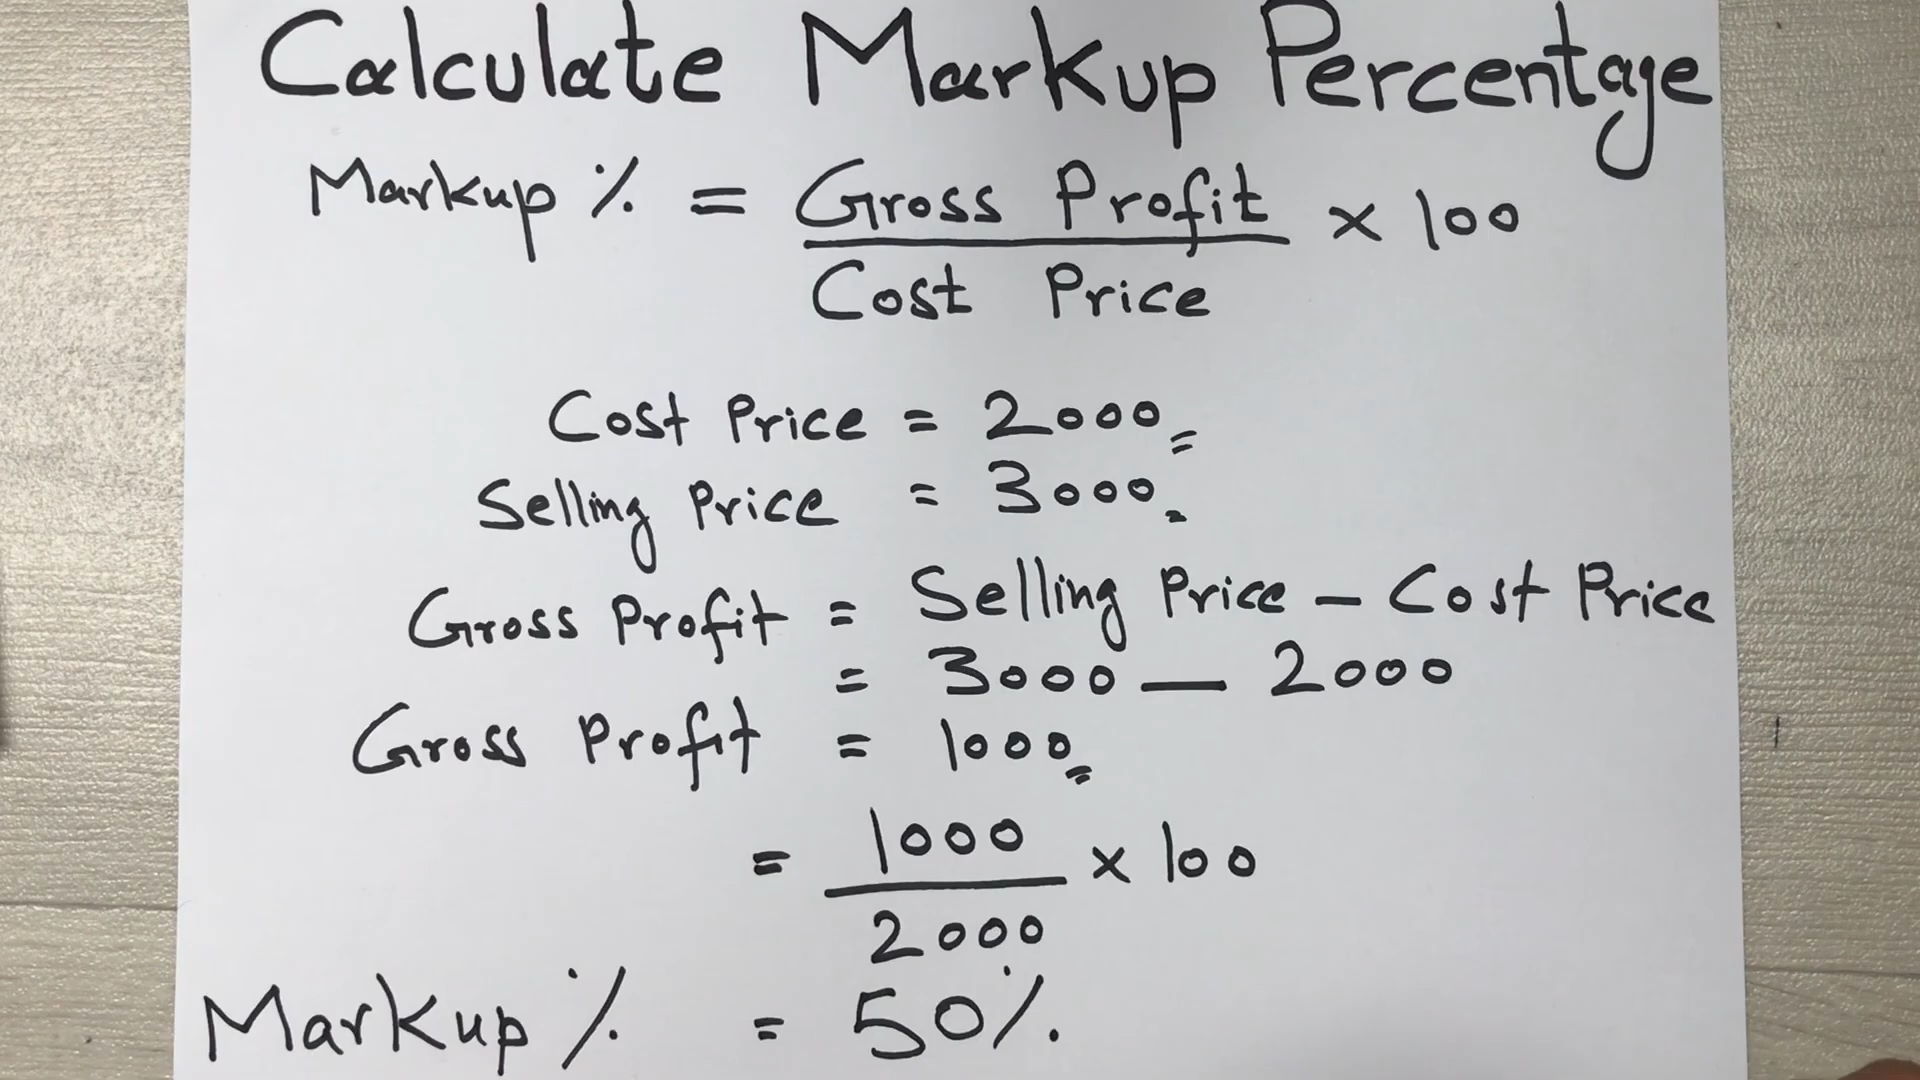 Calculate Markup Percentage
Markup % = Gross Profit × 100
Cost Price
Cost Price = 2000
Selling Price = 3000
Gross Profit = Selling Price - Cost Price
= 3000 - 2000
Gross Profit = 1000
= 1000 × 100
2000
Markup % = 50%